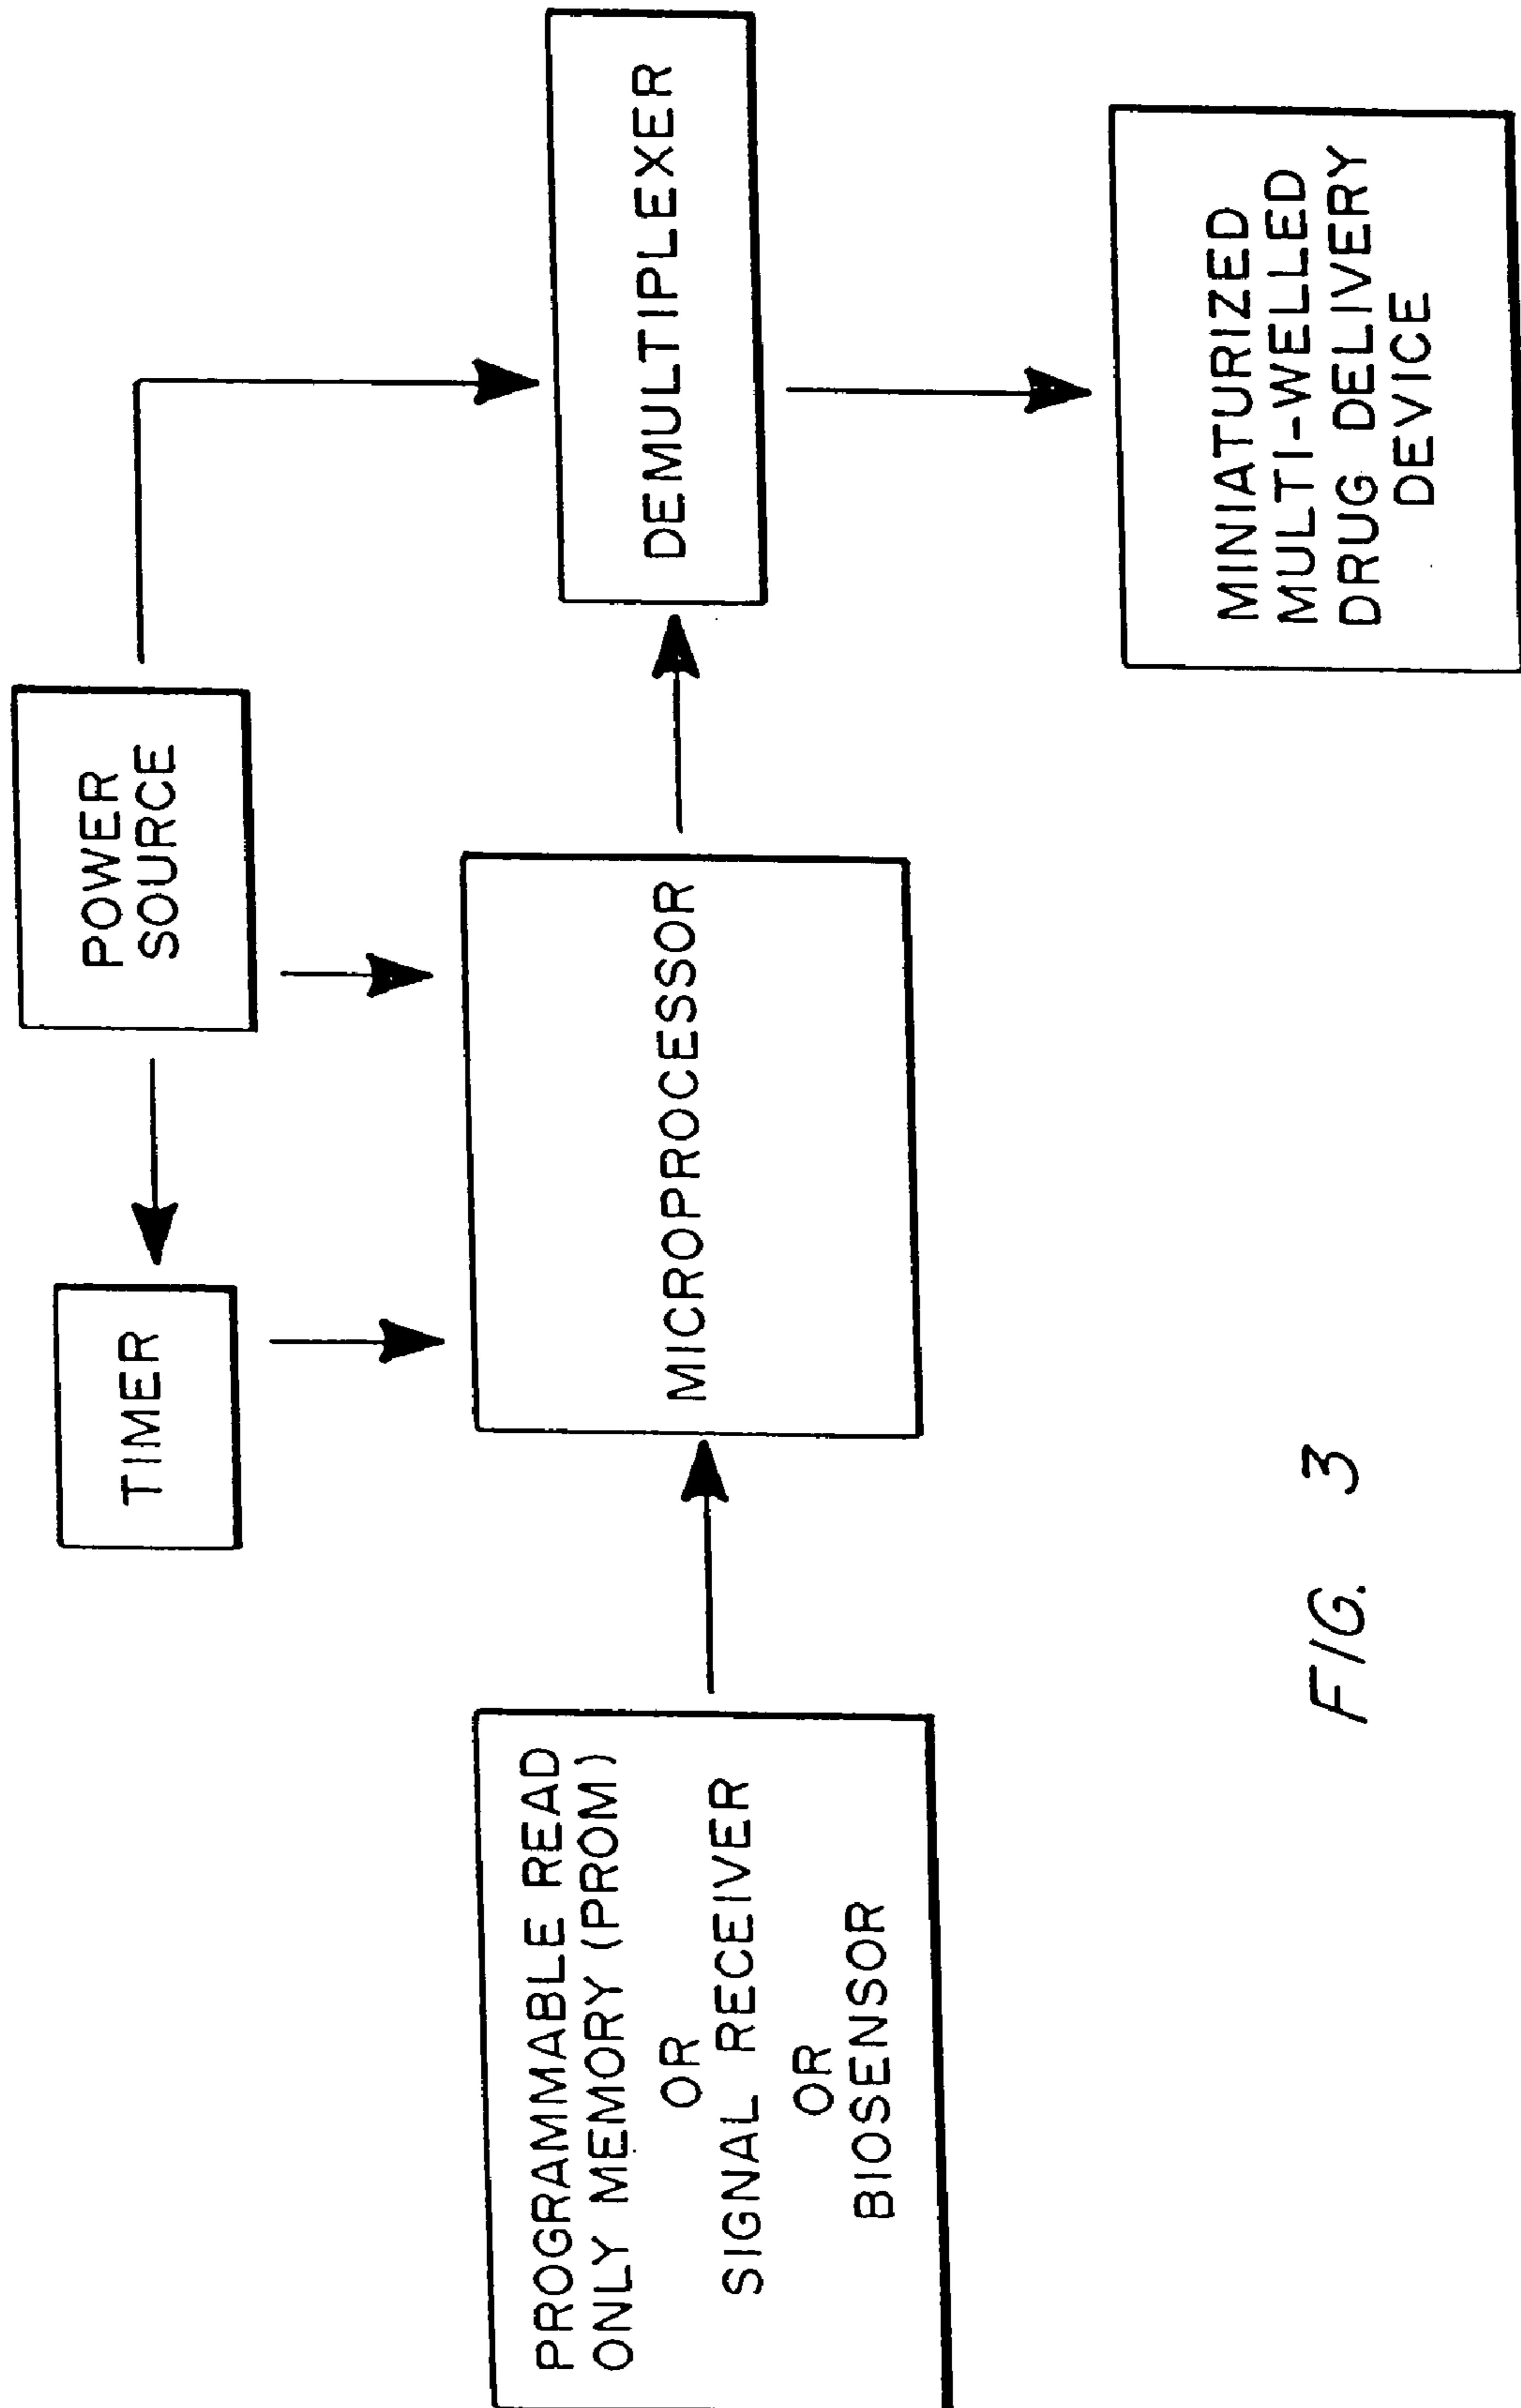 TIMER
POWER
SOURCE
PROGRAMMABLE READ
ONLY MEMORY (PROM)
OR
SIGNAL RECEIVER
OR
BIOSENSOR
MICROPROCESSOR
DEMULTIPLEXER
MINIATURIZED
MULTI-WELLED
DRUG DELIVERY
DEVICE
FIG. 3